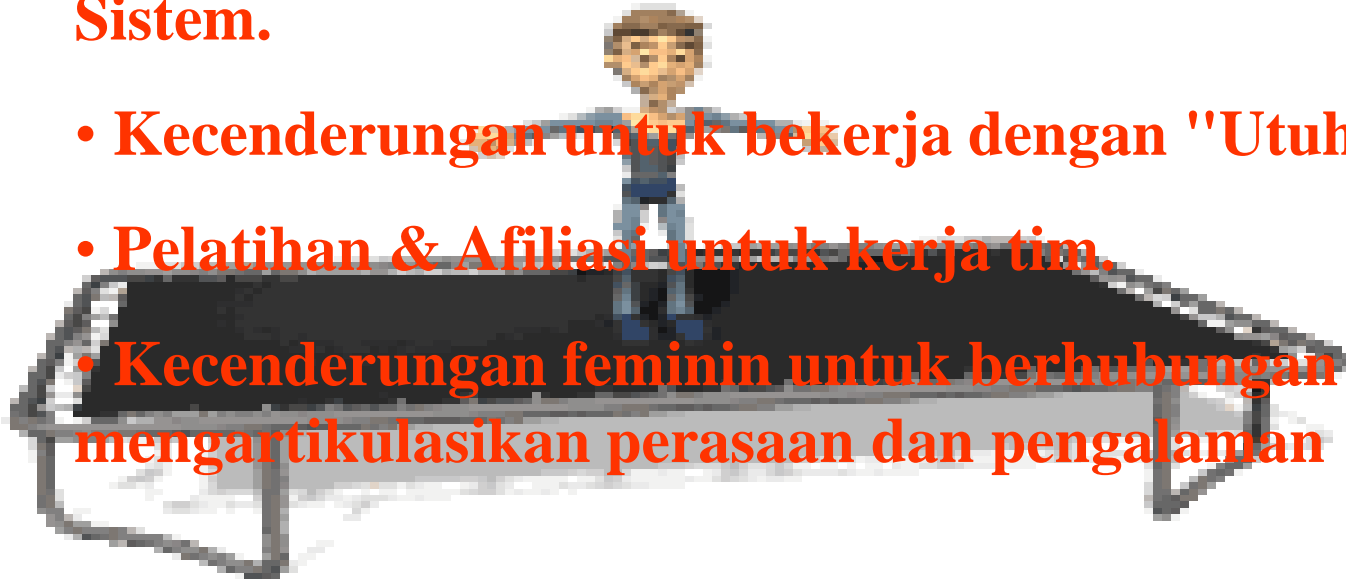 Sistem.
• Kecenderungan untuk bekerja dengan "Utuh
• Pelatihan & Afiliasi untuk kerja tim.
• Kecenderungan feminin untuk berhubungan
mengartikulasikan perasaan dan pengalaman